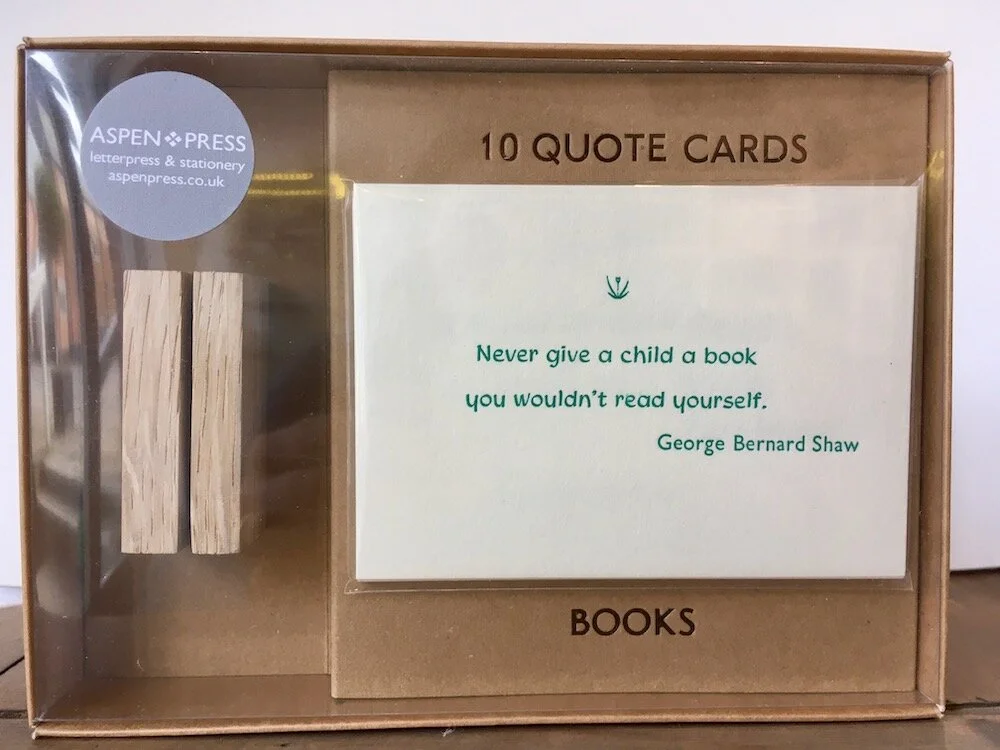 ASPEN PRESS
letterpress & stationery
aspenpress.co.uk
10 QUOTE CARDS
Never give a child a book
you wouldn't read yourself.
George Bernard Shaw
BOOKS